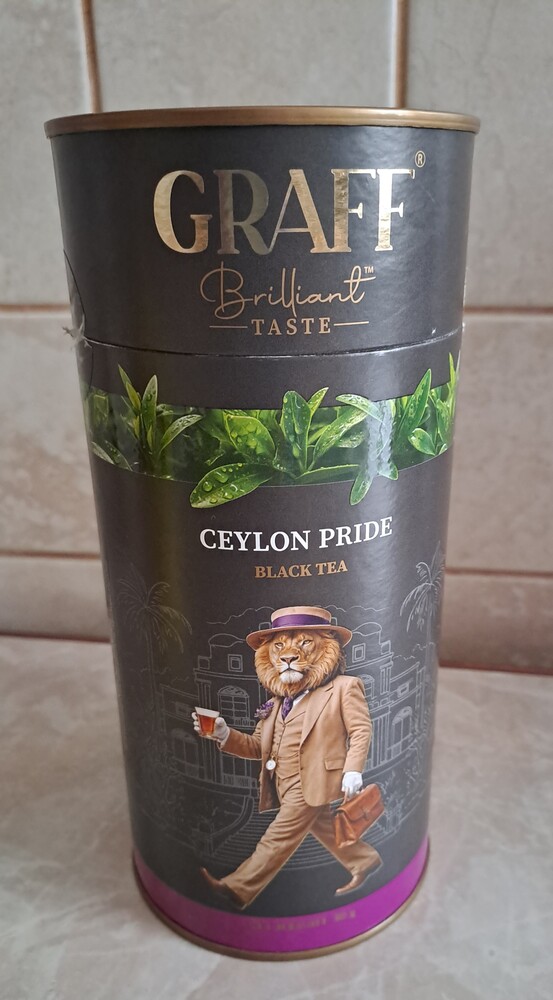 GRAFF®
Brilliant™
TASTE
CEYLON PRIDE
BLACK TEA